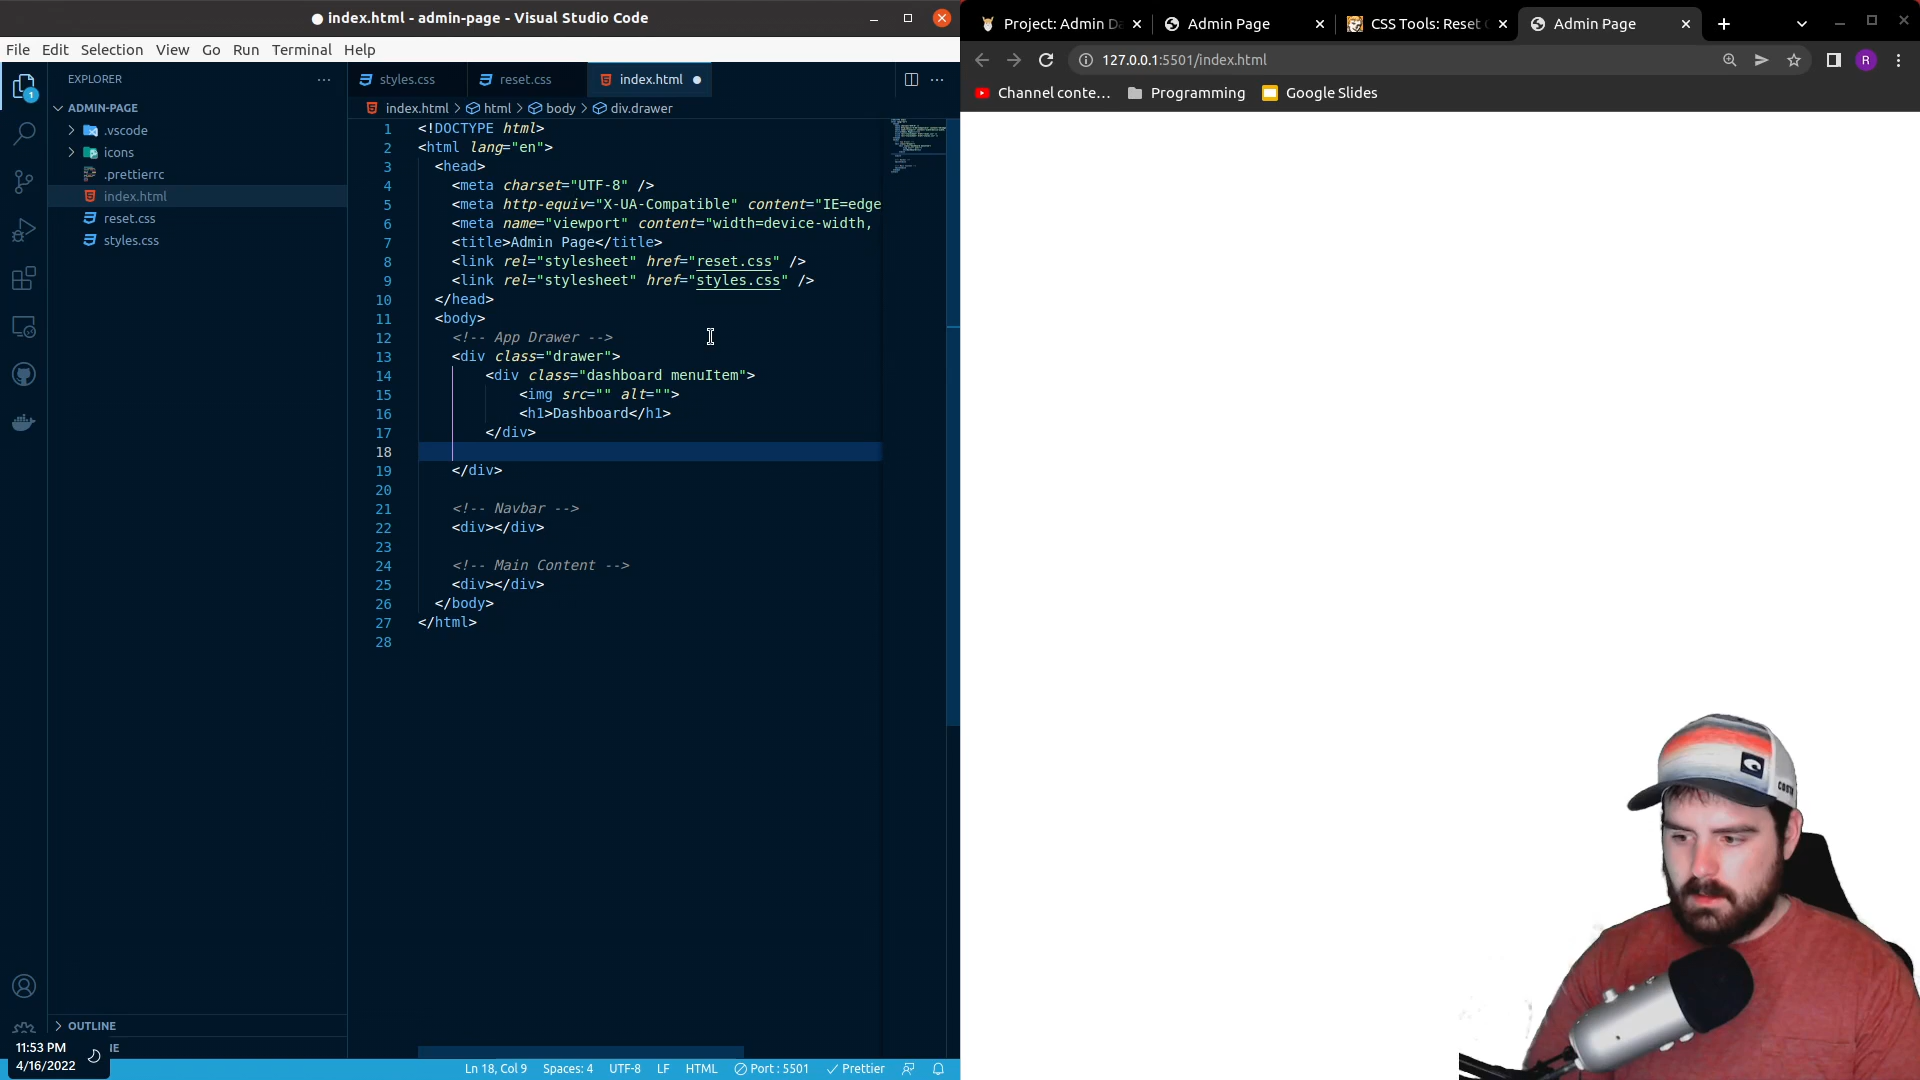 ● index.html - admin-page - Visual Studio Code
File Edit Selection View Go Run Terminal Help
EXPLORER
ADMIN-PAGE
.vscode
icons
.prettierrc
index.html
reset.css
styles.css
OUTLINE
styles.css reset.css index.html
index.html > html > body > div.drawer
1 <!DOCTYPE html>
2 <html lang="en">
3 <head>
4 <meta charset="UTF-8" />
5 <meta http-equiv="X-UA-Compatible" content="IE=edge
6 <meta name="viewport" content="width=device-width,
7 <title>Admin Page</title>
8 <link rel="stylesheet" href="reset.css" />
9 <link rel="stylesheet" href="styles.css" />
10 </head>
11 <body>
12 <!-- App Drawer -->
13 <div class="drawer">
14 <div class="dashboard menuItem">
15 <img src="" alt="">
16 <h1>Dashboard</h1>
17 </div>
18
19 </div>
20
21 <!-- Navbar -->
22 <div></div>
23
24 <!-- Main Content -->
25 <div></div>
26 </body>
27 </html>
28
11:53 PM
4/16/2022
Ln 18, Col 9 Spaces: 4 UTF-8 LF HTML Port : 5501 Prettier
1
Project: Admin Da Admin Page CSS Tools: Reset Admin Page
127.0.0.1:5501/index.html
R
Channel conte... Programming Google Slides